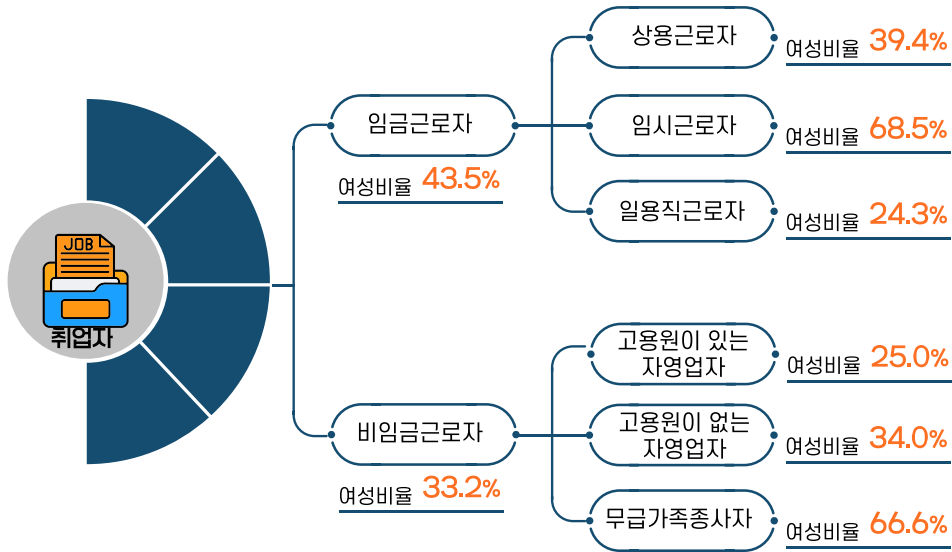 JOB
취업자
임금근로자
여성비율 43.5%
상용근로자
여성비율 39.4%
임시근로자
여성비율 68.5%
일용직근로자
여성비율 24.3%
비임금근로자
여성비율 33.2%
고용원이 있는
자영업자
여성비율 25.0%
고용원이 없는
자영업자
여성비율 34.0%
무급가족종사자
여성비율 66.6%